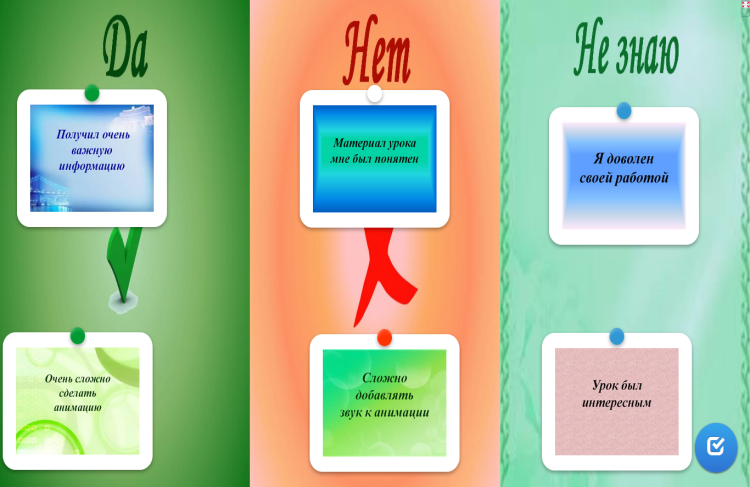 Да
Нет
Не знаю
Получил очень
важную
информацию
Материал урока
мне был понятен
Я доволен
своей работой
Очень сложно
сделать
анимацию
Сложно
добавлять
звук к анимации
Урок был
интересным